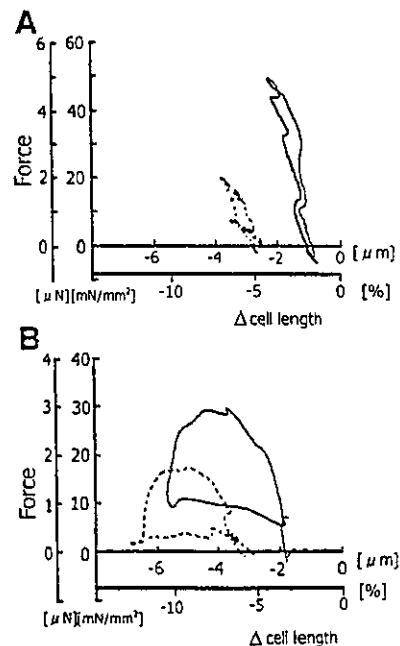 A
6 60
4 40
2 20
0 0
Force
-6 -4 -2 0 [μm]
[μN][mN/mm²] -10 -5 0 [%]
Δ cell length
B
4 40
3 30
2 20
1 10
0 0
Force
-6 -4 -2 0 [μm]
[μN][mN/mm²] -10 -5 0 [%]
Δ cell length